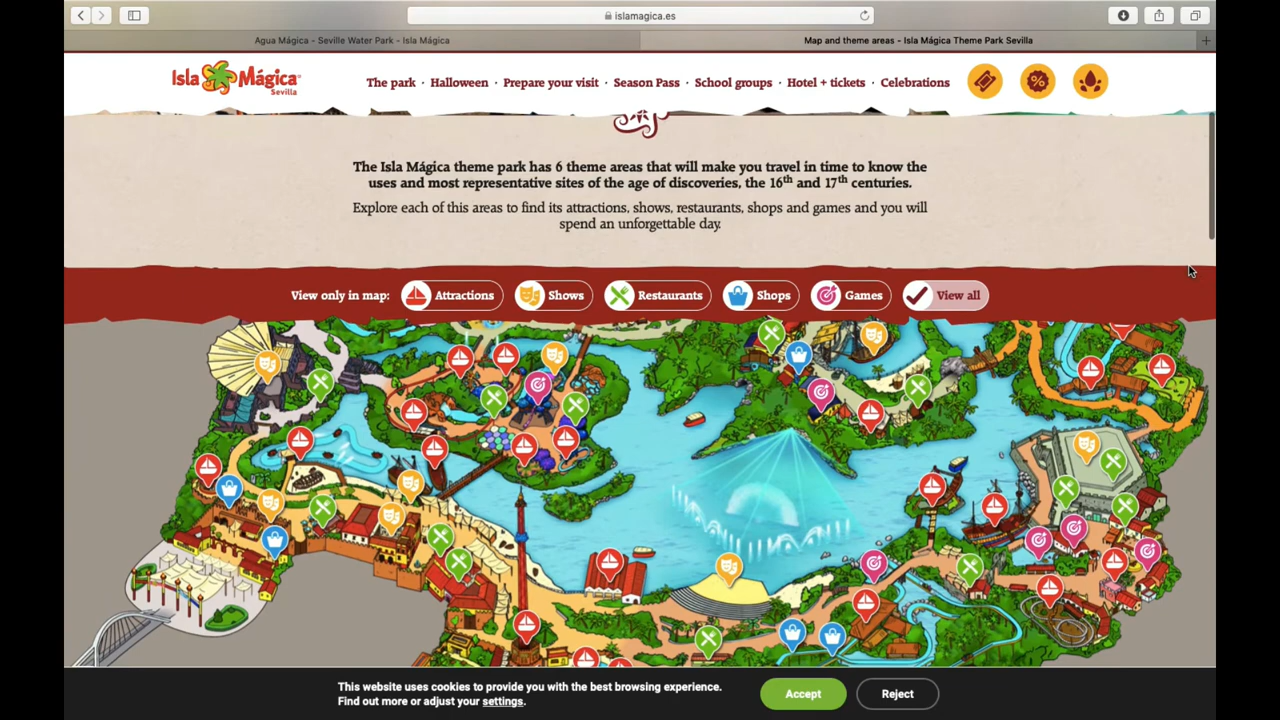 islamagica.es
Agua Mágica - Seville Water Park - Isla Mágica
Map and theme areas - Isla Mágica Theme Park Sevilla
Isla Mágica
Sevilla
The park · Halloween · Prepare your visit · Season Pass · School groups · Hotel + tickets · Celebrations
The Isla Mágica theme park has 6 theme areas that will make you travel in time to know the
uses and most representative sites of the age of discoveries, the 16th and 17th centuries.
Explore each of this areas to find its attractions, shows, restaurants, shops and games and you will
spend an unforgettable day.
View only in map: Attractions Shows Restaurants Shops Games View all
This website uses cookies to provide you with the best browsing experience.
Find out more or adjust your settings.
Accept Reject